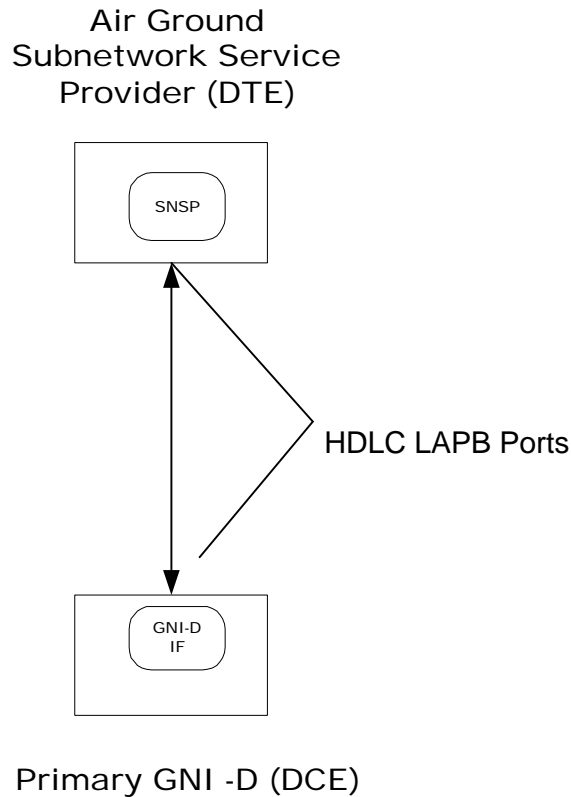 Air Ground
Subnetwork Service
Provider (DTE)
SNSP
HDLC LAPB Ports
GNI-D
IF
Primary GNI -D (DCE)